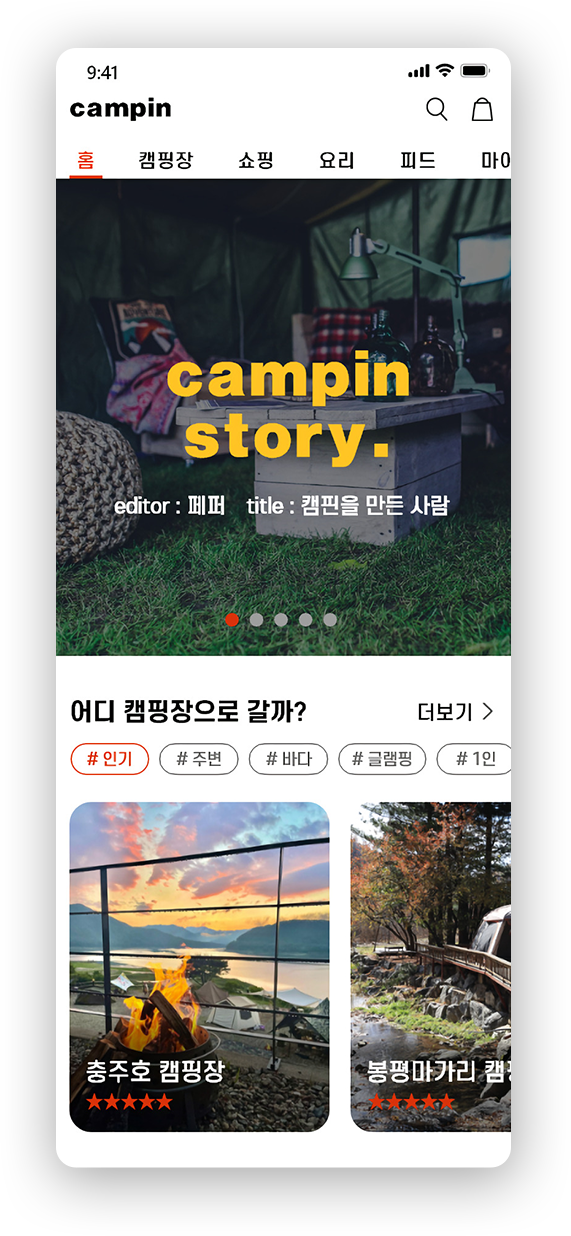 9:41
campin
홈 캠핑장 쇼핑 요리 피드 마이
ADVENTURE
campin
story.
editor : 페퍼 title : 캠핀을 만든 사람
어디 캠핑장으로 갈까?
더보기
# 인기 # 주변 # 바다 # 글램핑 # 1인
충주호 캠핑장
봉평마가리 캠